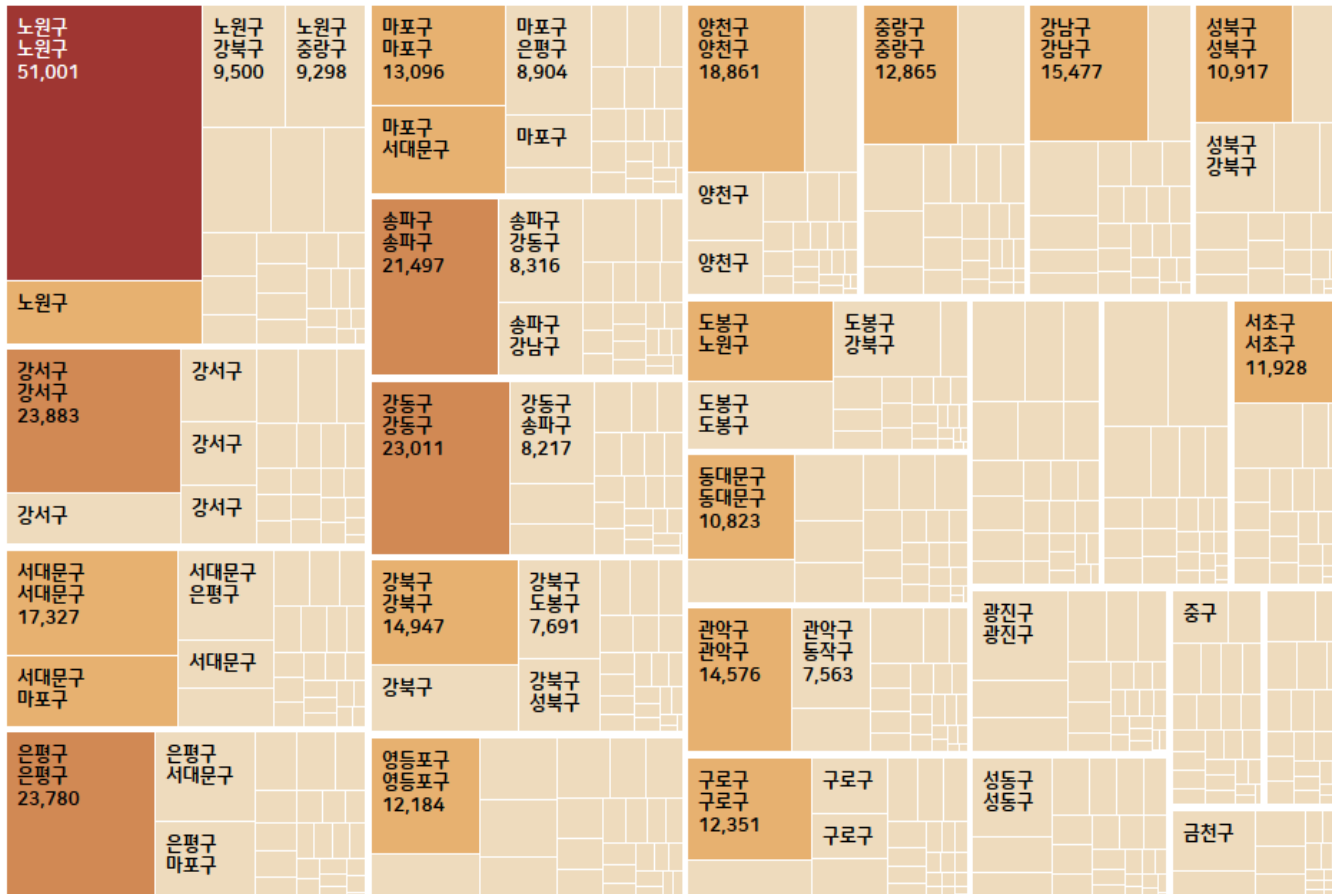 노원구
노원구
51,001
노원구
강북구
9,500
노원구
중랑구
9,298
노원구
강서구
강서구
23,883
강서구
강서구
강서구
강서구
서대문구
서대문구
17,327
서대문구
은평구
서대문구
마포구
서대문구
은평구
은평구
23,780
은평구
서대문구
은평구
마포구
마포구
마포구
13,096
마포구
은평구
8,904
마포구
서대문구
마포구
송파구
송파구
21,497
송파구
강동구
8,316
송파구
강남구
강동구
강동구
23,011
강동구
송파구
8,217
강북구
강북구
14,947
강북구
도봉구
7,691
강북구
강북구
성북구
영등포구
영등포구
12,184
양천구
양천구
18,861
양천구
양천구
중랑구
중랑구
12,865
강남구
강남구
15,477
성북구
성북구
10,917
성북구
강북구
도봉구
노원구
도봉구
강북구
도봉구
도봉구
서초구
서초구
11,928
동대문구
동대문구
10,823
관악구
관악구
14,576
관악구
동작구
7,563
구로구
구로구
12,351
구로구
구로구
광진구
광진구
중구
성동구
성동구
금천구